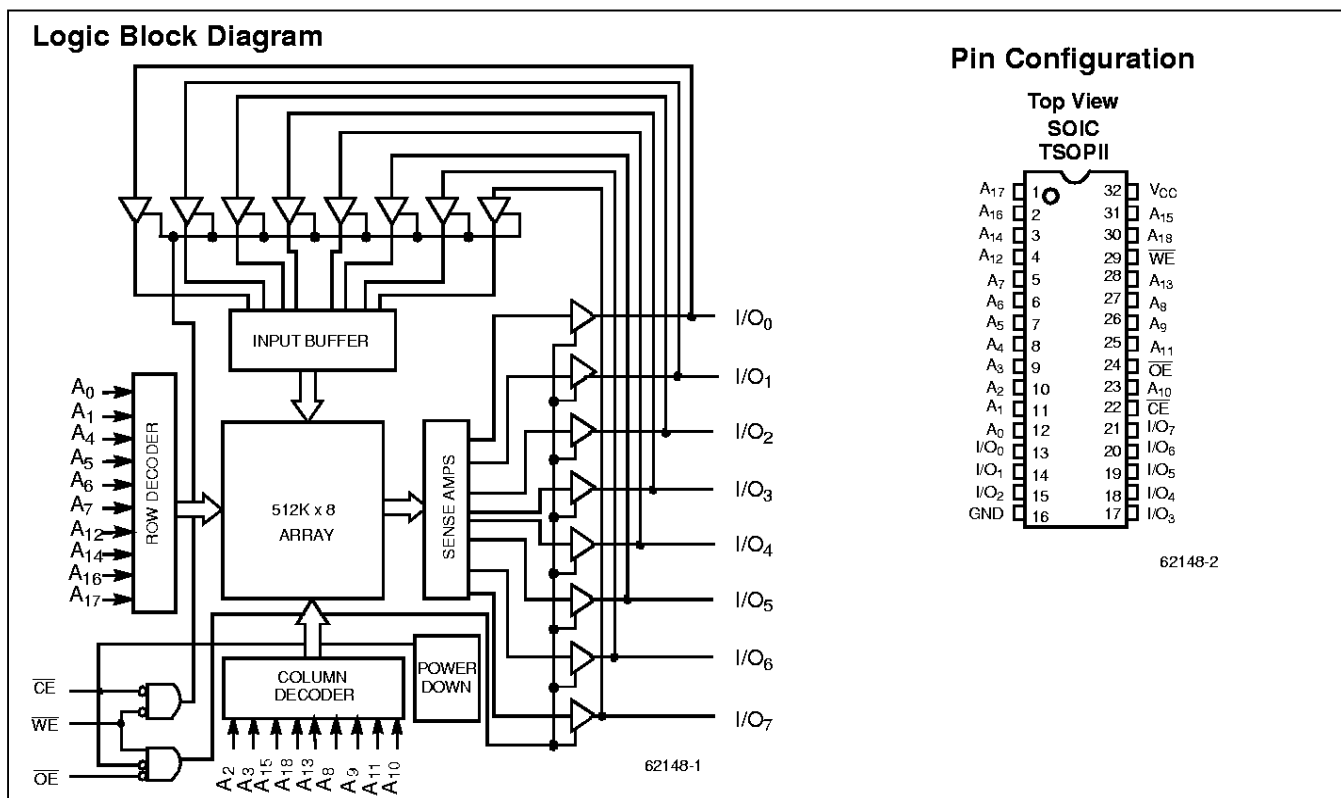 Logic Block Diagram
INPUT BUFFER
A0
A1
A4
A5
A6
A7
A12
A14
A16
A17
ROW DECODER
512K x 8
ARRAY
SENSE AMPS
I/O0
I/O1
I/O2
I/O3
I/O4
I/O5
I/O6
I/O7
COLUMN
DECODER
POWER
DOWN
C̅E̅
W̅E̅
O̅E̅
A2
A3
A15
A18
A13
A8
A9
A11
A10
62148-1
Pin Configuration
Top View
SOIC
TSOPII
A17 1 32 VCC
A16 2 31 A15
A14 3 30 A18
A12 4 29 W̅E̅
A7 5 28 A13
A6 6 27 A8
A5 7 26 A9
A4 8 25 A11
A3 9 24 O̅E̅
A2 10 23 A10
A1 11 22 C̅E̅
A0 12 21 I/O7
I/O0 13 20 I/O6
I/O1 14 19 I/O5
I/O2 15 18 I/O4
GND 16 17 I/O3
62148-2